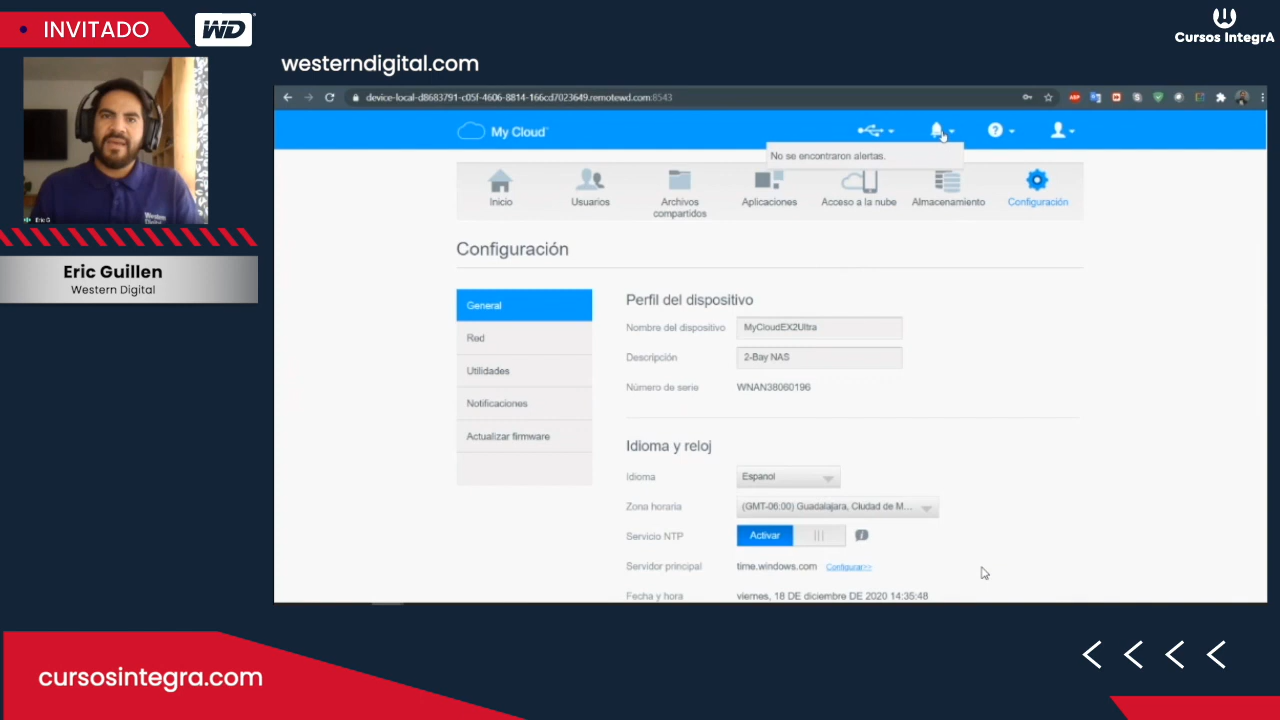 INVITADO
WD
Cursos IntegrA
westerndigital.com
device-local-d8683791-c05f-4606-8814-166cd7023649.remotewd.com:8543
My Cloud
No se encontraron alertas.
Inicio
Usuarios
Archivos
compartidos
Aplicaciones
Acceso a la nube
Almacenamiento
Configuración
Eric G
Western
Digital
Eric Guillen
Western Digital
Configuración
General
Red
Utilidades
Notificaciones
Actualizar firmware
Perfil del dispositivo
Nombre del dispositivo MyCloudEX2Ultra
Descripción 2-Bay NAS
Número de serie WNAN38060196
Idioma y reloj
Idioma Espanol
Zona horaria (GMT-06:00) Guadalajara, Ciudad de M...
Servicio NTP Activar
Servidor principal time.windows.com Configurar>>
Fecha y hora viernes, 18 DE diciembre DE 2020 14:35:48
cursosintegra.com